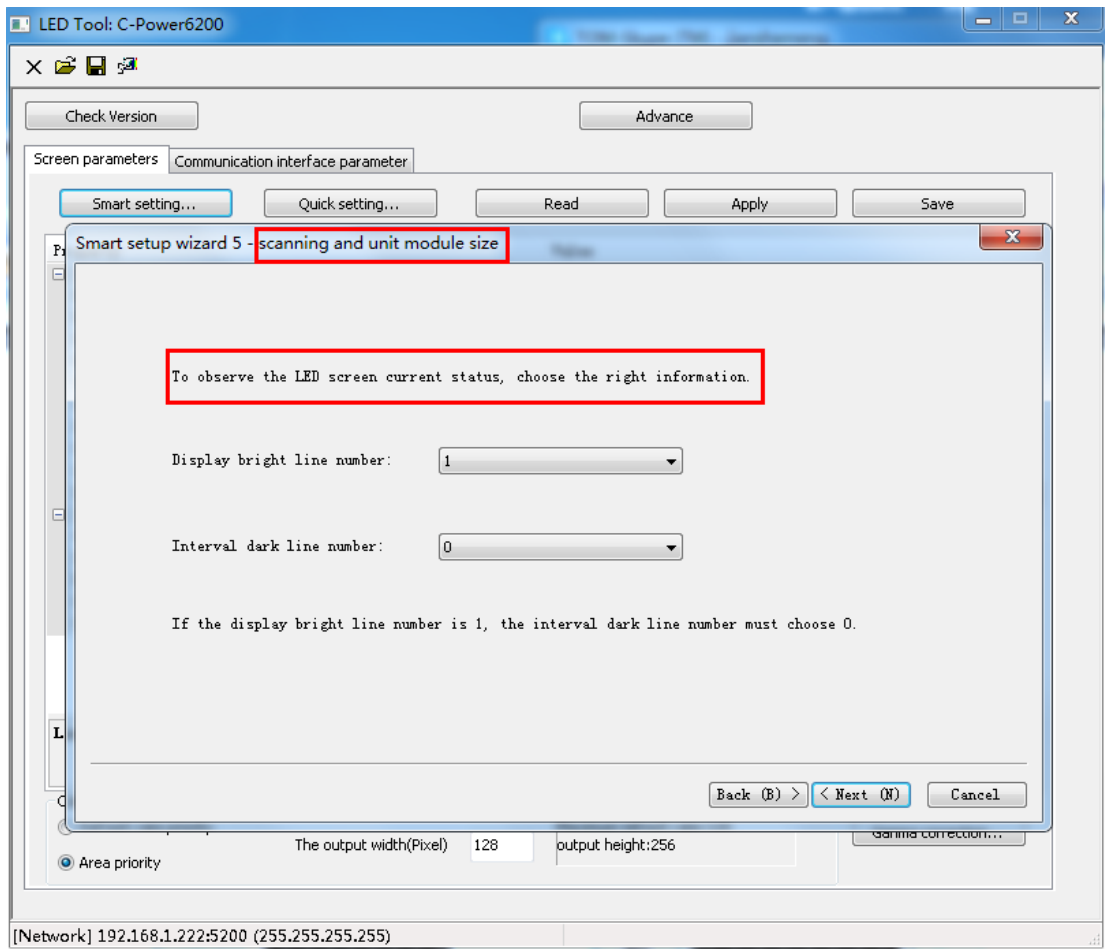 LED Tool: C-Power6200
Check Version
Advance
Screen parameters
Communication interface parameter
Smart setting...
Quick setting...
Read
Apply
Save
Smart setup wizard 5 - scanning and unit module size
To observe the LED screen current status, choose the right information.
Display bright line number:
1
Interval dark line number:
0
If the display bright line number is 1, the interval dark line number must choose 0.
Back (B) >
< Next (N)
Cancel
The output width(Pixel)
128
output height:256
Gamma correction...
Area priority
[Network] 192.168.1.222:5200 (255.255.255.255)